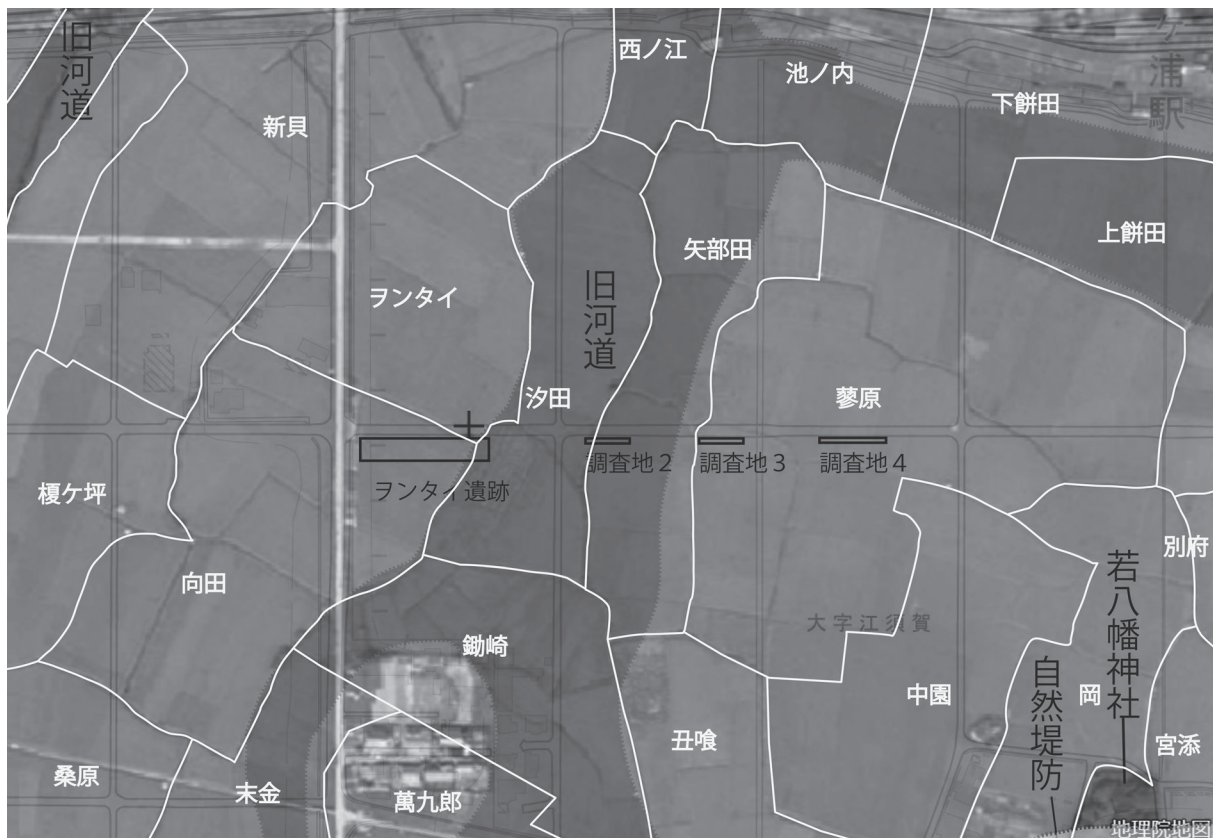 旧河道
西ノ江
池ノ内
下餅田
ケ浦駅
新貝
上餅田
矢部田
ヲンタイ
旧河道
汐田
蓼原
調査地2
調査地3
調査地4
ヲンタイ遺跡
榎ケ坪
向田
別府
若八幡神社
大字江須賀
鋤崎
自然堤防
岡
中園
丑喰
宮添
桑原
末金
萬九郎
地理院地図